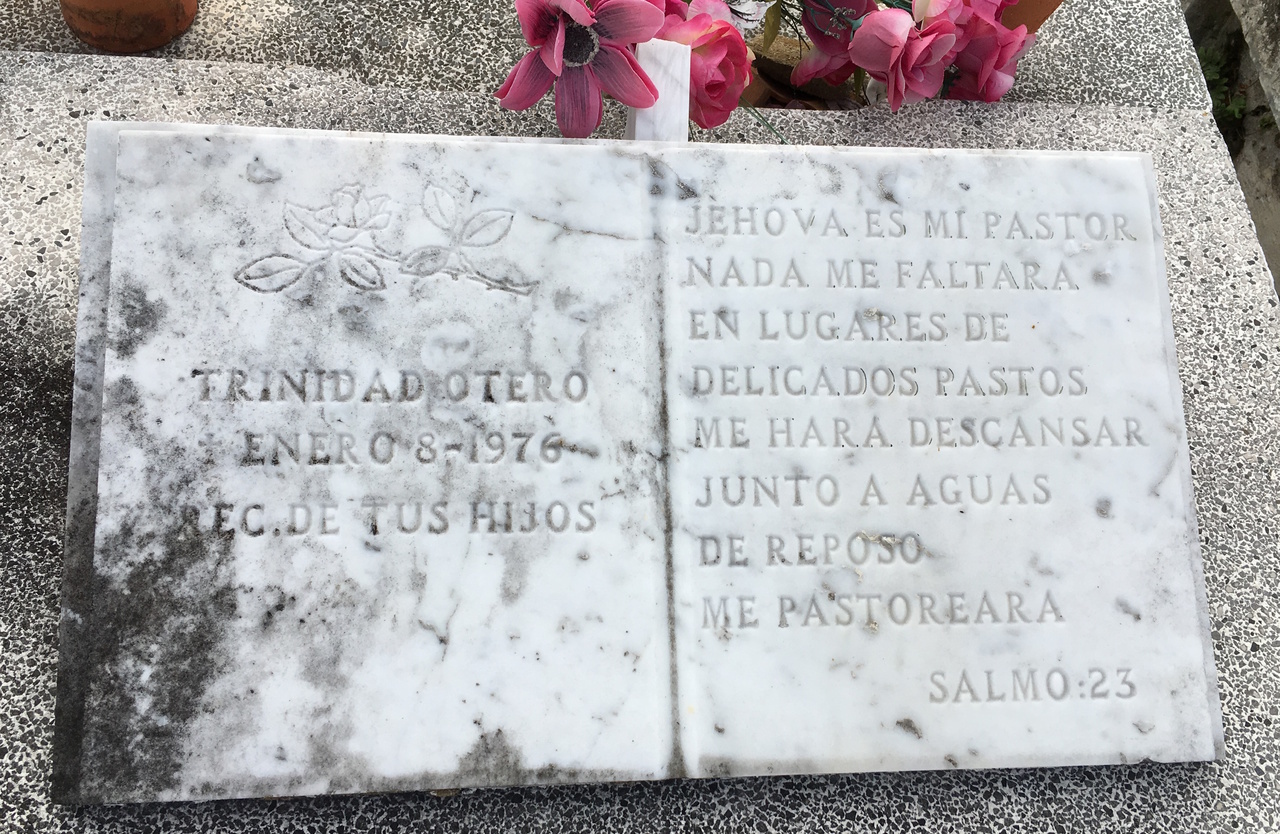 TRINIDAD OTERO
† ENERO 8-1976
REC. DE TUS HIJOS
JEHOVA ES MI PASTOR
NADA ME FALTARA
EN LUGARES DE
DELICADOS PASTOS
ME HARA DESCANSAR
JUNTO A AGUAS
DE REPOSO
ME PASTOREARA
SALMO:23